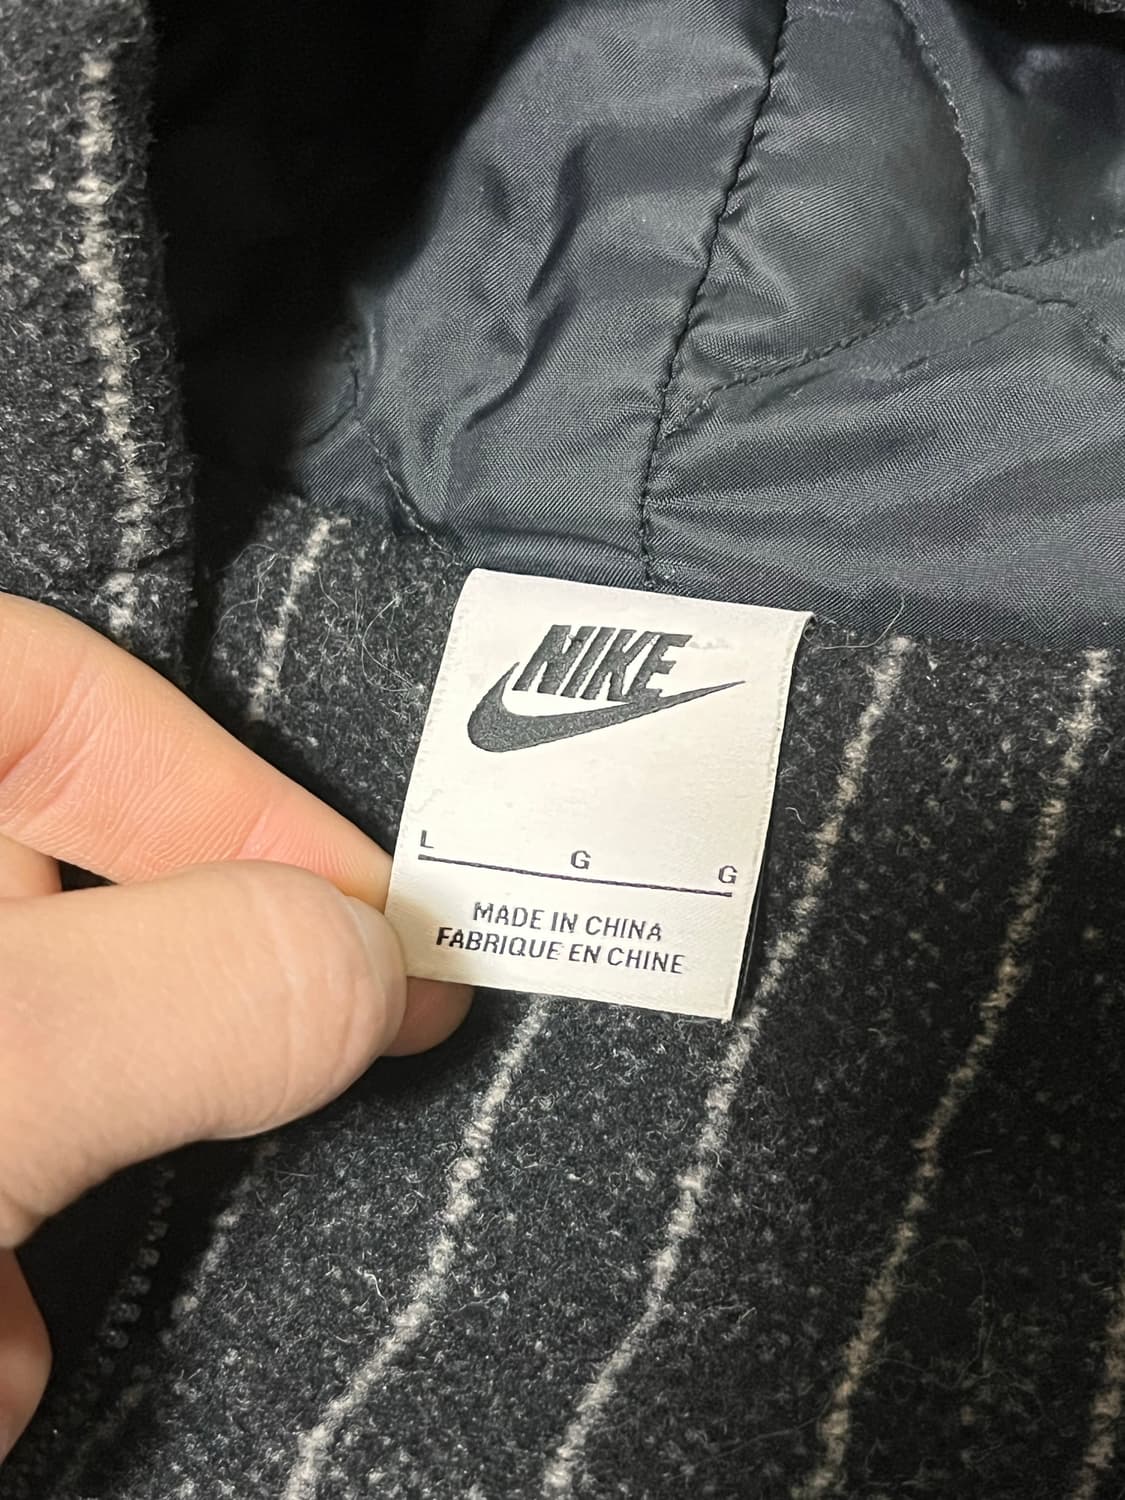 NIKE
L G G
MADE IN CHINA
FABRIQUE EN CHINE